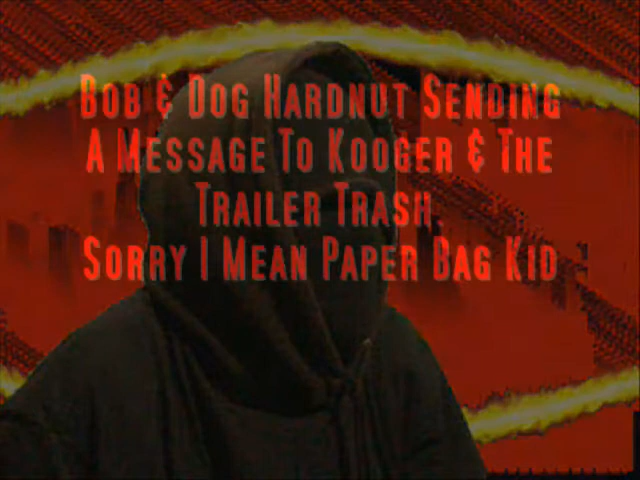 Bob & Dog Hardnut Sending
A Message To Kooger & The
Trailer Trash.
Sorry I Mean Paper Bag Kid